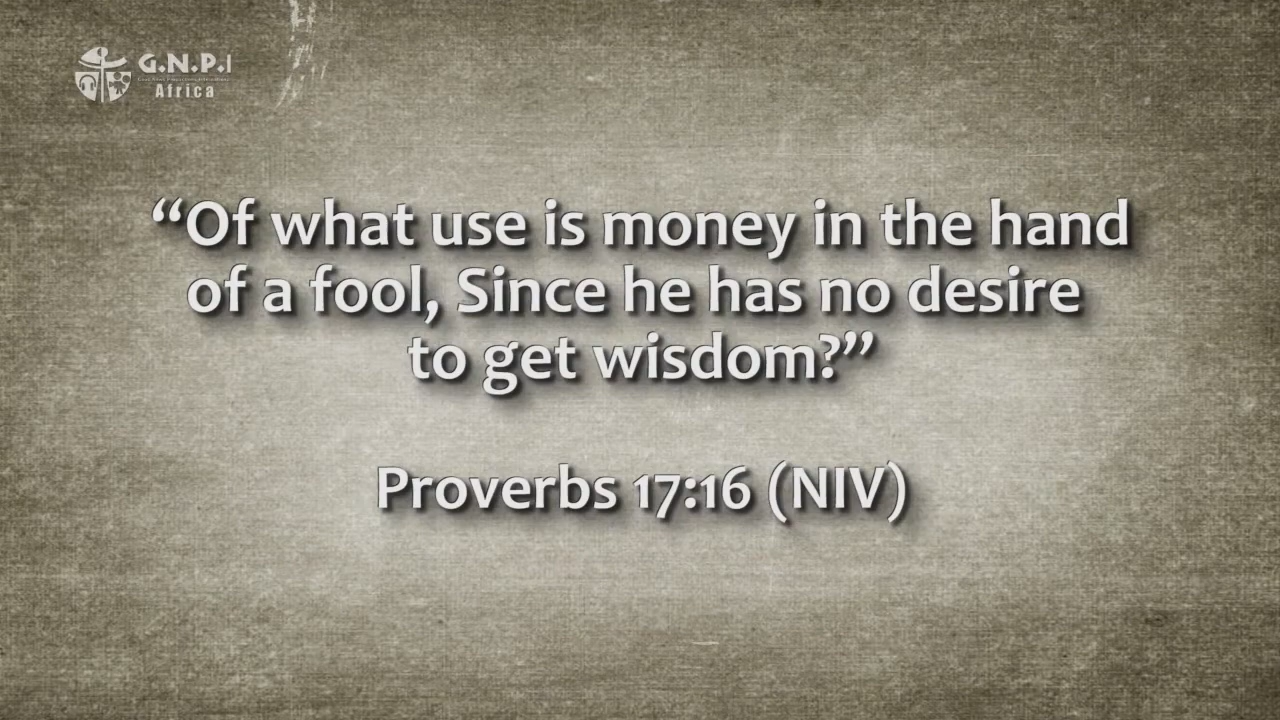 G.N.P.I
Africa
“Of what use is money in the hand
of a fool, Since he has no desire
to get wisdom?”
Proverbs 17:16 (NIV)